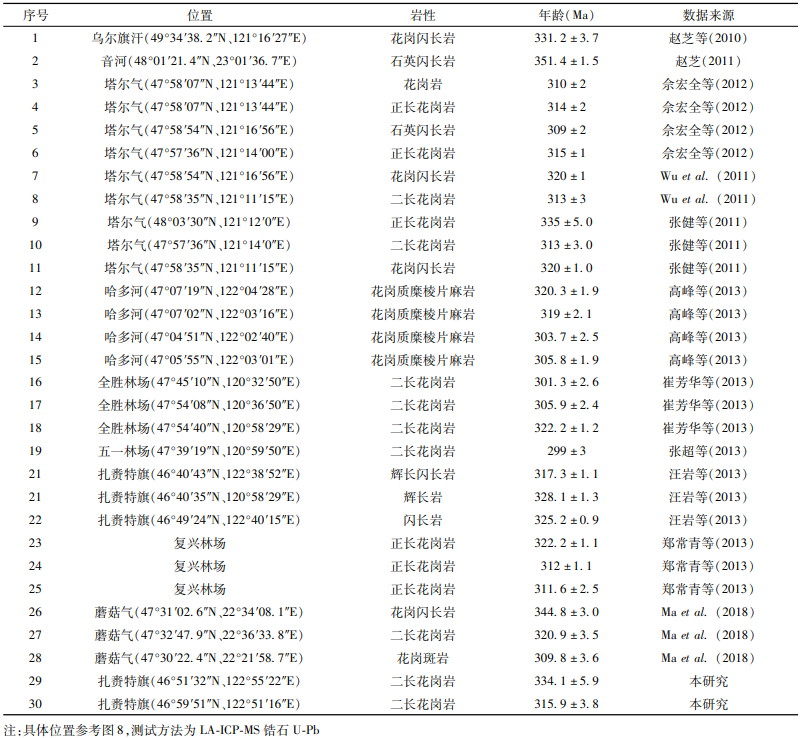 序号 位置 岩性 年龄(Ma) 数据来源
1 乌尔旗汗(49°34′38.2″N、121°16′27″E) 花岗闪长岩 331.2±3.7 赵芝等(2010)
2 音河(48°01′21.4″N、23°01′36.7″E) 石英闪长岩 351.4±1.5 赵芝(2011)
3 塔尔气(47°58′07″N、121°13′44″E) 花岗岩 310±2 佘宏全等(2012)
4 塔尔气(47°58′07″N、121°13′44″E) 正长花岗岩 314±2 佘宏全等(2012)
5 塔尔气(47°58′54″N、121°16′56″E) 石英闪长岩 309±2 佘宏全等(2012)
6 塔尔气(47°57′36″N、121°14′00″E) 正长花岗岩 315±1 佘宏全等(2012)
7 塔尔气(47°58′54″N、121°16′56″E) 花岗闪长岩 320±1 Wu et al. (2011)
8 塔尔气(47°58′35″N、121°11′15″E) 二长花岗岩 313±3 Wu et al. (2011)
9 塔尔气(48°03′30″N、121°12′0″E) 正长花岗岩 335±5.0 张健等(2011)
10 塔尔气(47°57′36″N、121°14′0″E) 二长花岗岩 313±3.0 张健等(2011)
11 塔尔气(47°58′35″N、121°11′15″E) 花岗闪长岩 320±1.0 张健等(2011)
12 哈多河(47°07′19″N、122°04′28″E) 花岗质糜棱片麻岩 320.3±1.9 高峰等(2013)
13 哈多河(47°07′02″N、122°03′16″E) 花岗质糜棱片麻岩 319±2.1 高峰等(2013)
14 哈多河(47°04′51″N、122°02′40″E) 花岗质糜棱片麻岩 303.7±2.5 高峰等(2013)
15 哈多河(47°05′55″N、122°03′01″E) 花岗质糜棱片麻岩 305.8±1.9 高峰等(2013)
16 全胜林场(47°45′10″N、120°32′50″E) 二长花岗岩 301.3±2.6 崔芳华等(2013)
17 全胜林场(47°54′08″N、120°36′50″E) 二长花岗岩 305.9±2.4 崔芳华等(2013)
18 全胜林场(47°54′40″N、120°58′29″E) 二长花岗岩 322.2±1.2 崔芳华等(2013)
19 五一林场(47°39′19″N、120°59′50″E) 二长花岗岩 299±3 张超等(2013)
21 扎赉特旗(46°40′43″N、122°38′52″E) 辉长闪长岩 317.3±1.1 汪岩等(2013)
21 扎赉特旗(46°40′35″N、120°58′29″E) 辉长岩 328.1±1.3 汪岩等(2013)
22 扎赉特旗(46°49′24″N、122°40′15″E) 闪长岩 325.2±0.9 汪岩等(2013)
23 复兴林场 正长花岗岩 322.2±1.1 郑常青等(2013)
24 复兴林场 正长花岗岩 312±1.1 郑常青等(2013)
25 复兴林场 正长花岗岩 311.6±2.5 郑常青等(2013)
26 蘑菇气(47°31′02.6″N、22°34′08.1″E) 花岗闪长岩 344.8±3.0 Ma et al. (2018)
27 蘑菇气(47°32′47.9″N、22°36′33.8″E) 二长花岗岩 320.9±3.5 Ma et al. (2018)
28 蘑菇气(47°30′22.4″N、22°21′58.7″E) 花岗斑岩 309.8±3.6 Ma et al. (2018)
29 扎赉特旗(46°51′32″N、122°55′22″E) 二长花岗岩 334.1±5.9 本研究
30 扎赉特旗(46°59′51″N、122°51′16″E) 二长花岗岩 315.9±3.8 本研究
注:具体位置参考图8,测试方法为LA-ICP-MS锆石U-Pb